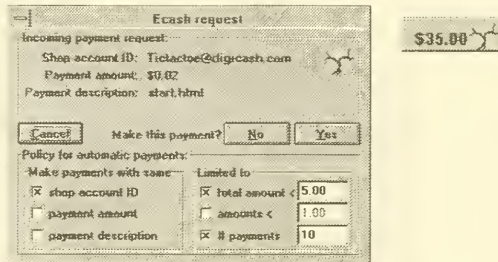 Ecash request
Incoming payment request:
Shop account ID: Tictactoe@digicash.com
Payment amount: $0.02
Payment description: start.html
Cancel Make this payment? No Yes
Policy for automatic payments:
Make payments with same Limited to
shop account ID total amount < 5.00
payment amount amounts < 1.00
payment description # payments 10
$35.00